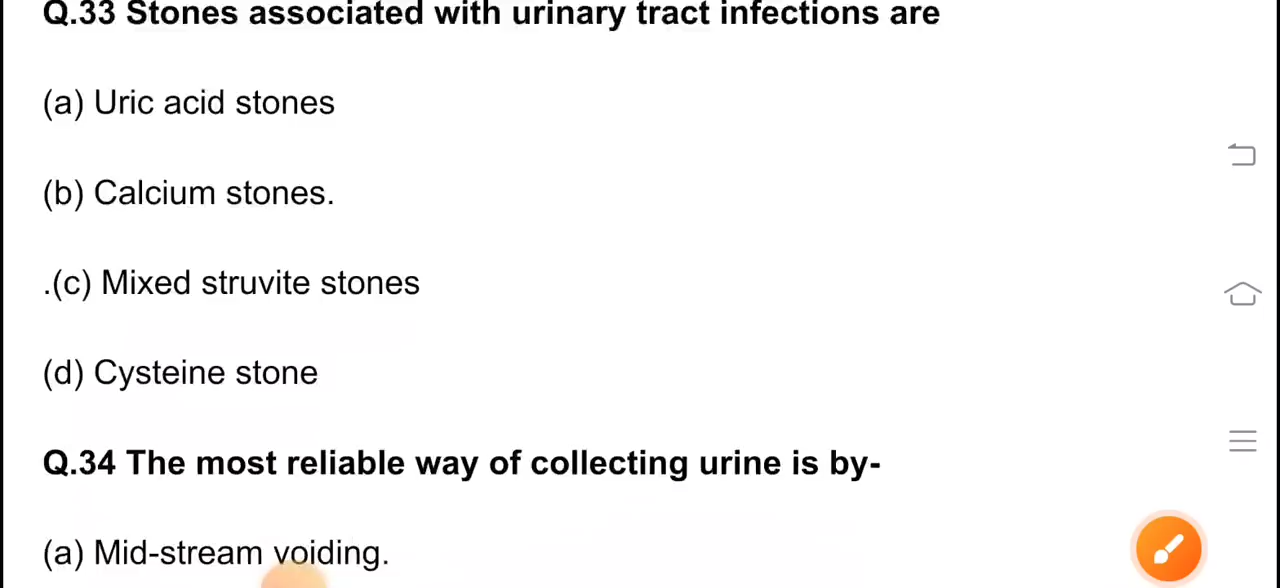 Q.33 Stones associated with urinary tract infections are
(a) Uric acid stones
(b) Calcium stones.
.(c) Mixed struvite stones
(d) Cysteine stone
Q.34 The most reliable way of collecting urine is by-
(a) Mid-stream voiding.